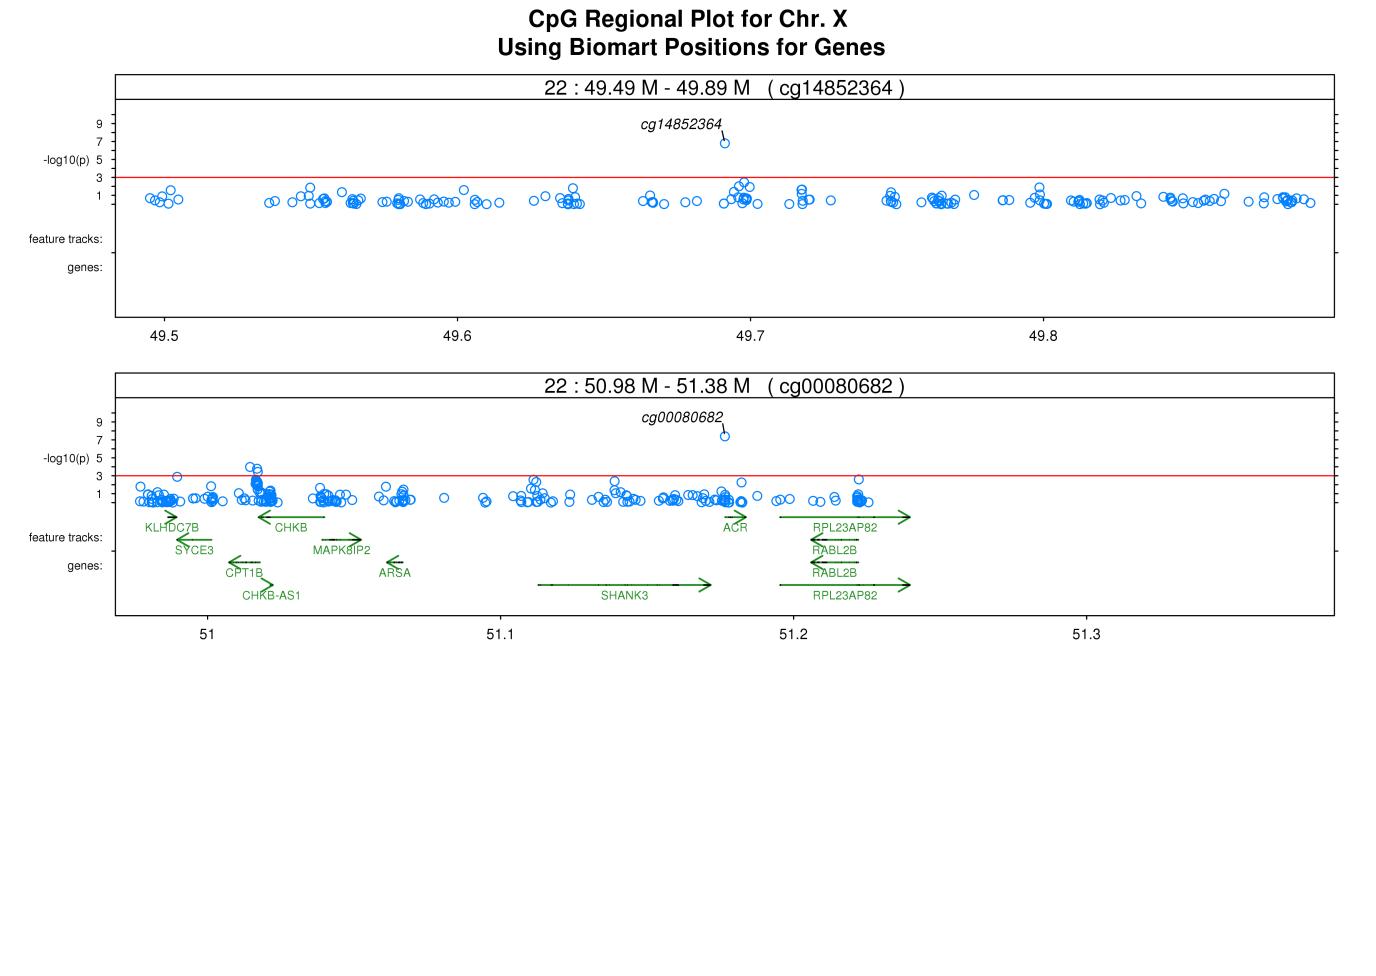 CpG Regional Plot for Chr. X
Using Biomart Positions for Genes
22 : 49.49 M - 49.89 M ( cg14852364 )
cg14852364
9
7
-log10(p) 5
3
1
feature tracks:
genes:
49.5 49.6 49.7 49.8
22 : 50.98 M - 51.38 M ( cg00080682 )
cg00080682
9
7
-log10(p) 5
3
1
KLHDC7B CHKB ACR RPL23AP82
feature tracks:
SYCE3 MAPK8IP2 RABL2B
genes:
CPT1B ARSA RABL2B
CHKB-AS1 SHANK3 RPL23AP82
51 51.1 51.2 51.3